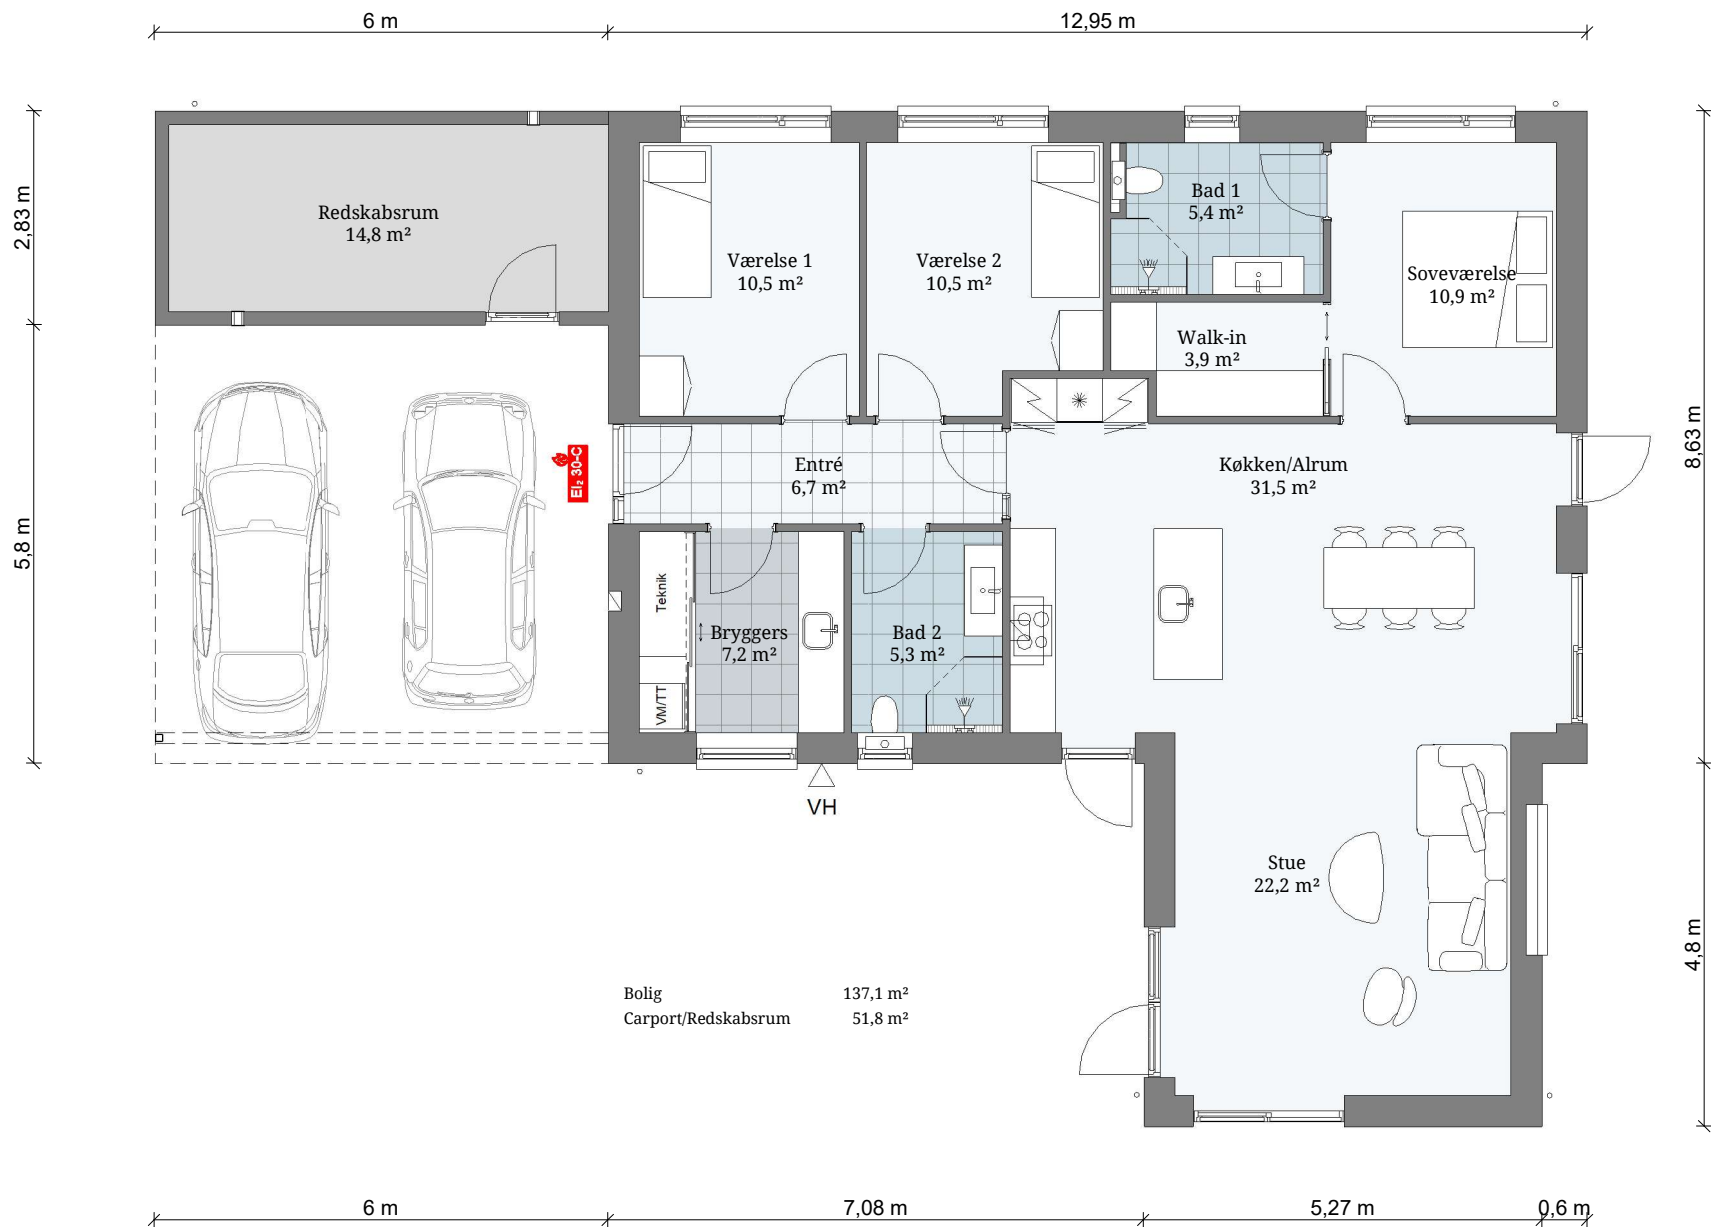 6 m
12,95 m
2,83 m
5,8 m
8,63 m
4,8 m
Redskabsrum
14,8 m²
Værelse 1
10,5 m²
Værelse 2
10,5 m²
Bad 1
5,4 m²
Soveværelse
10,9 m²
Walk-in
3,9 m²
EI₂ 30-C
Entré
6,7 m²
Køkken/Alrum
31,5 m²
Teknik
VM/TT
Bryggers
7,2 m²
Bad 2
5,3 m²
VH
Stue
22,2 m²
Bolig 137,1 m²
Carport/Redskabsrum 51,8 m²
6 m
7,08 m
5,27 m
0,6 m